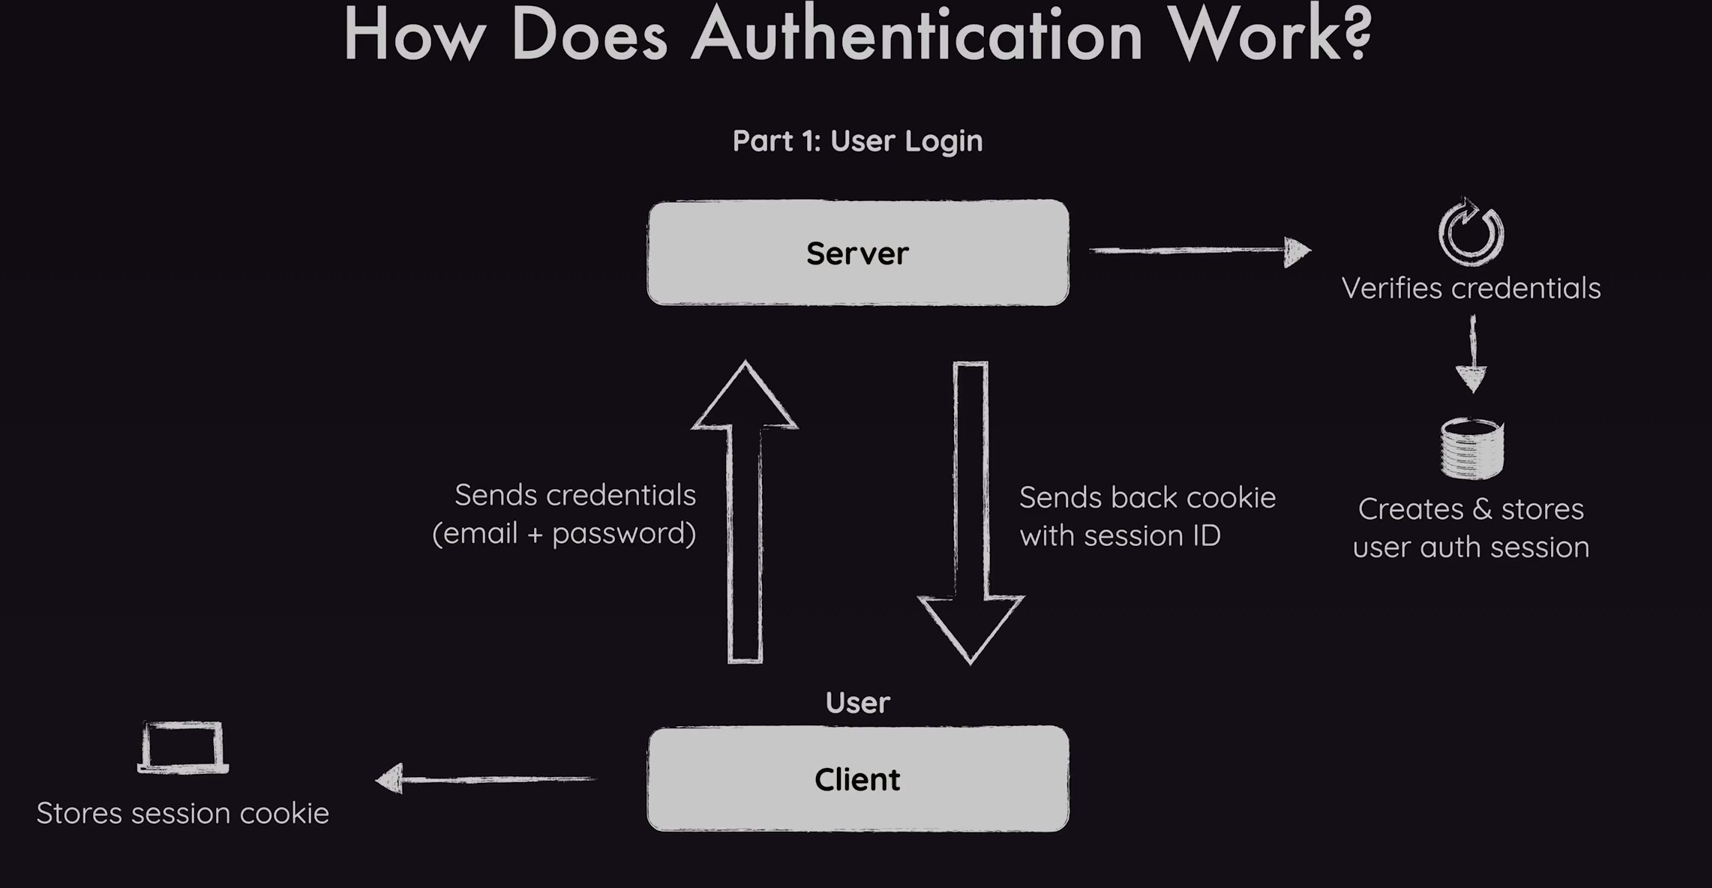 How Does Authentication Work?
Part 1: User Login
Server
Verifies credentials
Sends credentials
(email + password)
Sends back cookie
with session ID
Creates & stores
user auth session
User
Client
Stores session cookie